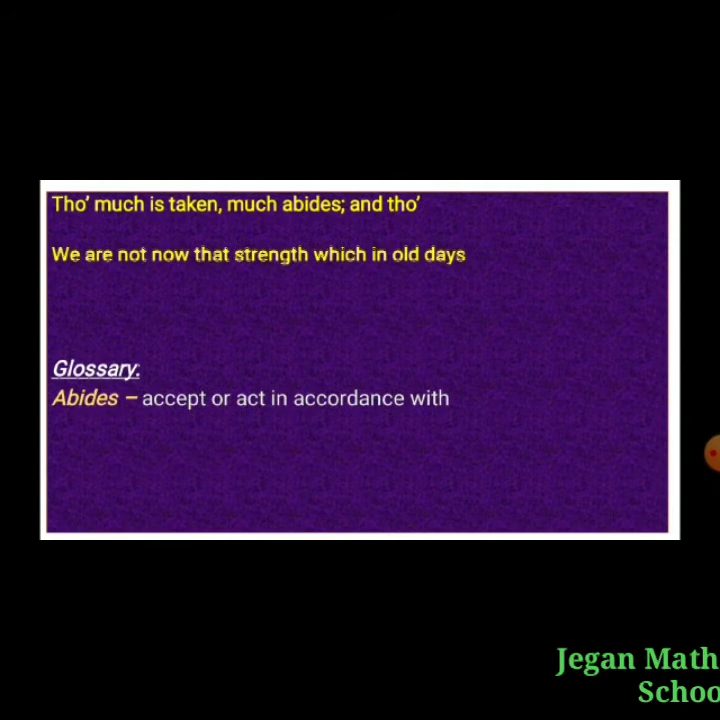 Tho’ much is taken, much abides; and tho’
We are not now that strength which in old days
Glossary:
Abides – accept or act in accordance with
Jegan Math
Schoo